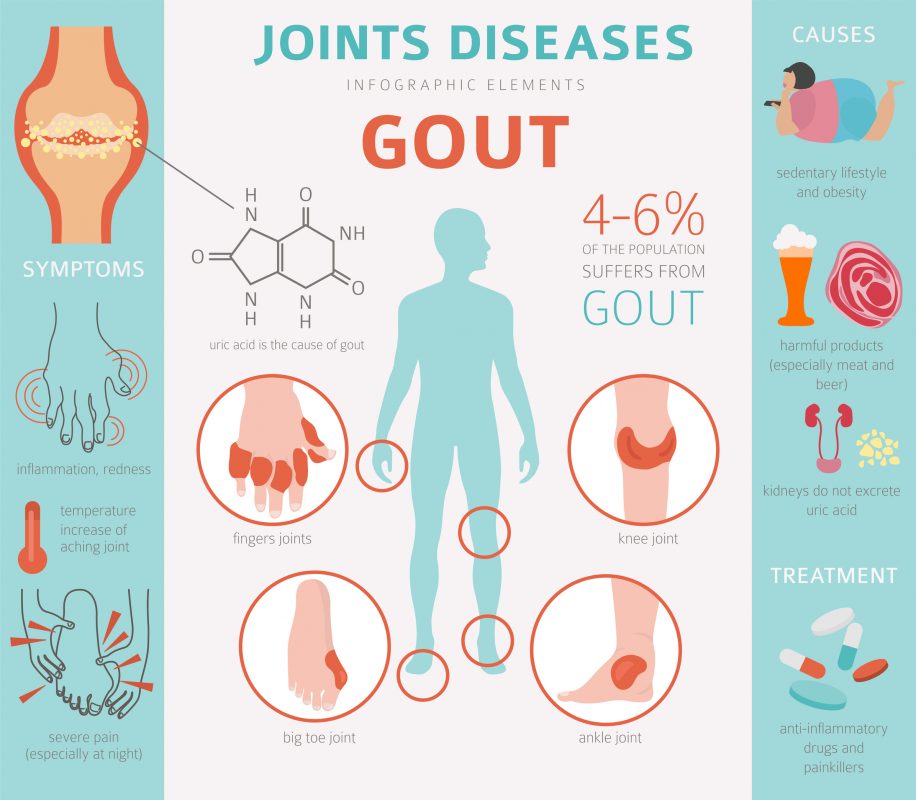 JOINTS DISEASES
INFOGRAPHIC ELEMENTS
GOUT
SYMPTOMS
inflammation, redness
temperature
increase of
aching joint
severe pain
(especially at night)
H
N
O
NH
O
O
N
H
N
H
uric acid is the cause of gout
4-6%
OF THE POPULATION
SUFFERS FROM
GOUT
fingers joints
knee joint
big toe joint
ankle joint
CAUSES
sedentary lifestyle
and obesity
harmful products
(especially meat and
beer)
kidneys do not excrete
uric acid
TREATMENT
anti-inflammatory
drugs and
painkillers